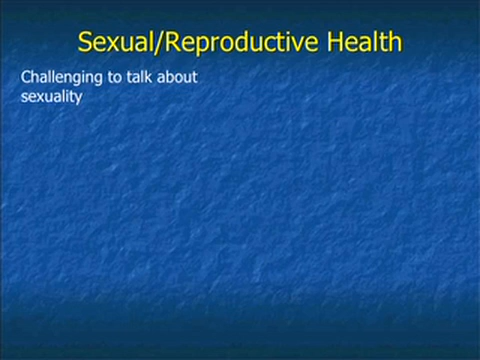 Sexual/Reproductive Health
Challenging to talk about
sexuality